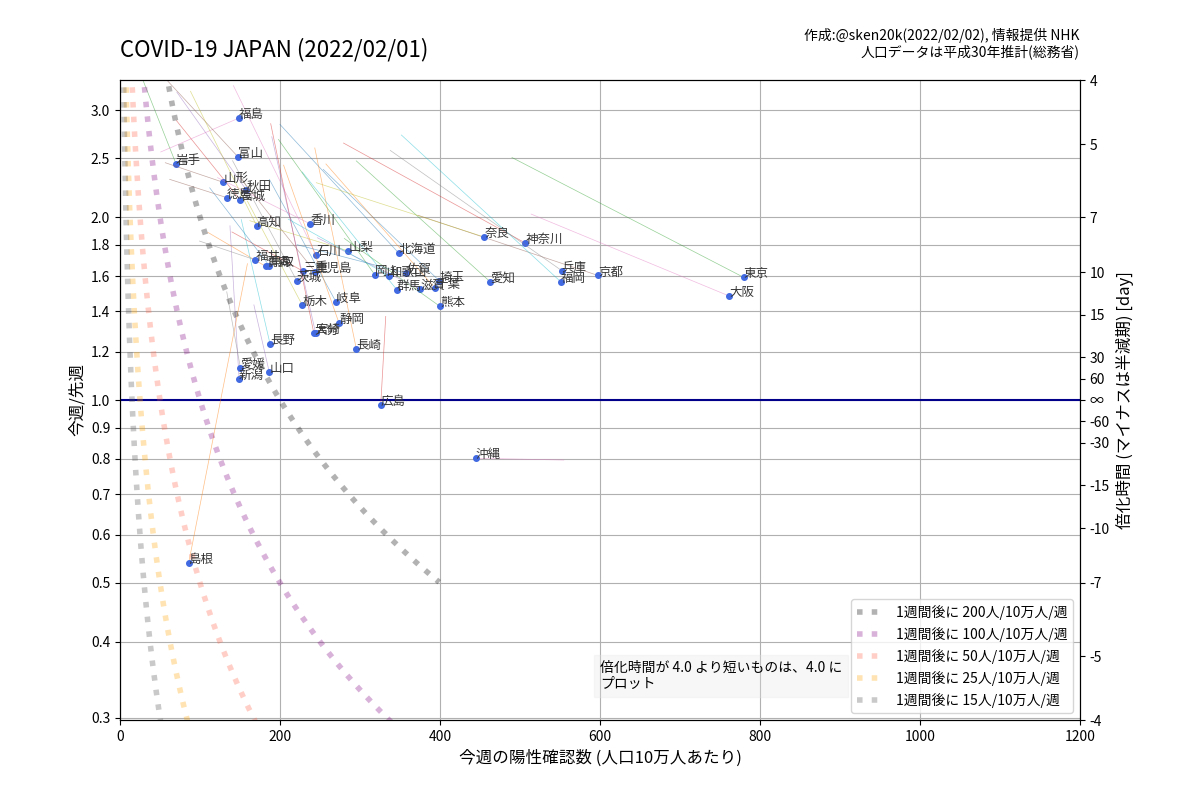 COVID-19 JAPAN (2022/02/01)
作成:@sken20k(2022/02/02), 情報提供 NHK
人口データは平成30年推計(総務省)
今週/先週
3.0
2.5
2.0
1.8
1.6
1.4
1.2
1.0
0.9
0.8
0.7
0.6
0.5
0.4
0.3
4
5
7
10
15
30
60
∞
-60
-30
-15
-10
-7
-5
-4
倍化時間 (マイナスは半減期) [day]
福島
富山
岩手
山形
秋田
徳島
宮城
高知
香川
奈良
神奈川
石川
山梨
北海道
福井
三重
鹿児島
茨城
岡山
和歌山
佐賀
埼玉
群馬
滋賀
千葉
愛知
兵庫
福岡
京都
東京
大阪
栃木
岐阜
熊本
静岡
宮崎
長野
長崎
愛媛
新潟
山口
広島
沖縄
島根
倍化時間が 4.0 より短いものは、4.0 に
プロット
1週間後に 200人/10万人/週
1週間後に 100人/10万人/週
1週間後に 50人/10万人/週
1週間後に 25人/10万人/週
1週間後に 15人/10万人/週
0
200
400
600
800
1000
1200
今週の陽性確認数 (人口10万人あたり)